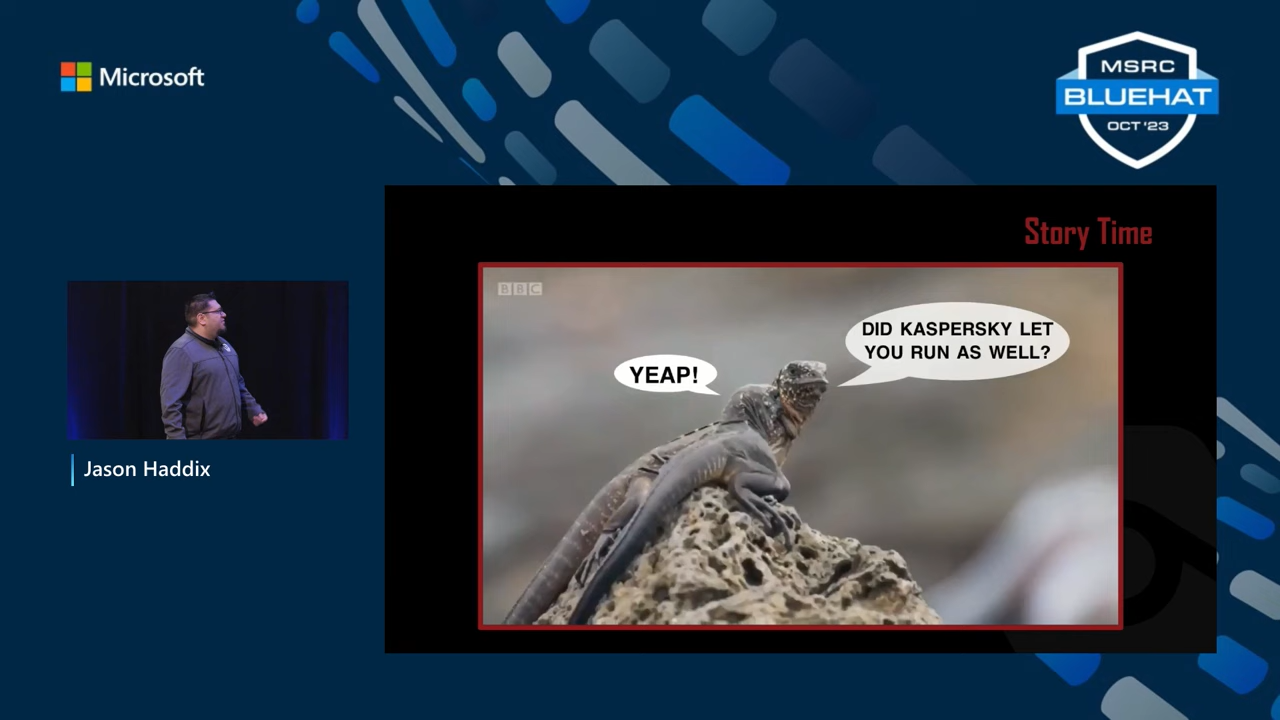 Microsoft
MSRC
BLUEHAT
OCT '23
Story Time
BBC
DID KASPERSKY LET
YOU RUN AS WELL?
YEAP!
Jason Haddix